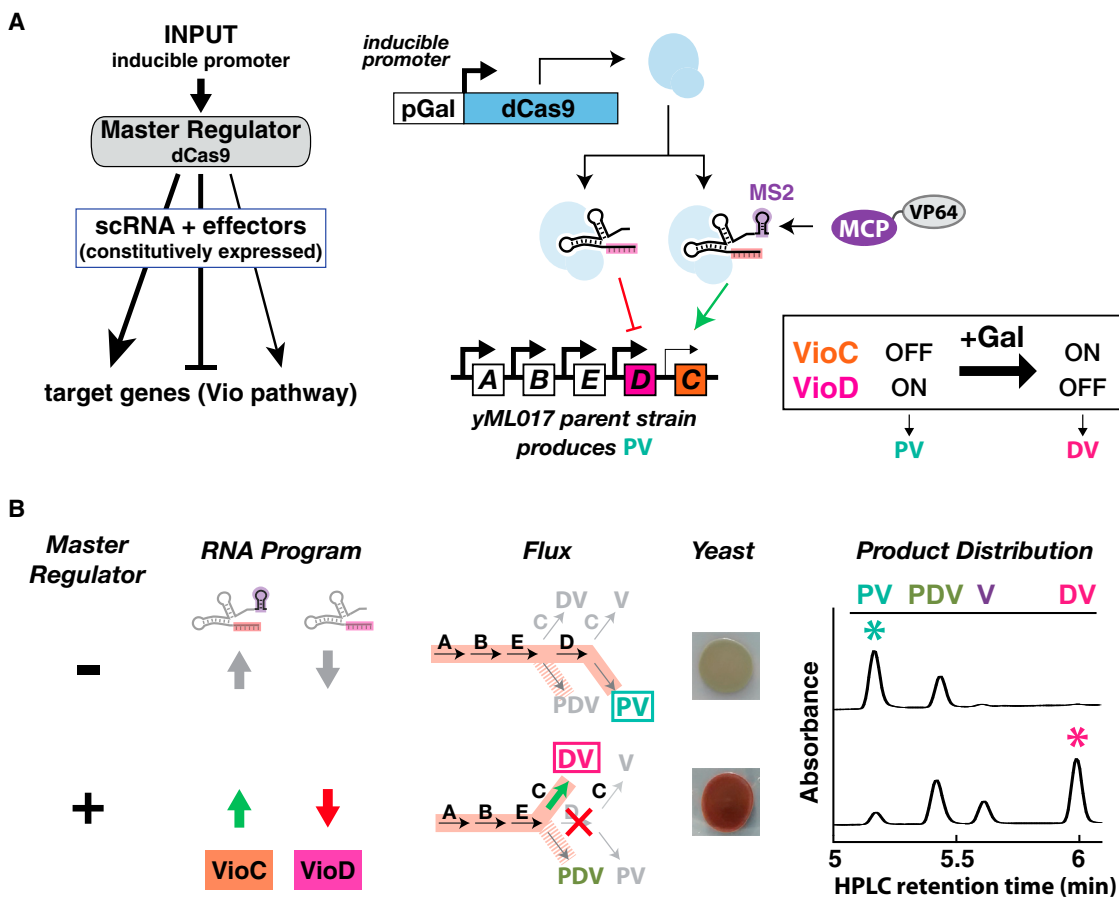 A
INPUT
inducible promoter
Master Regulator
dCas9
scRNA + effectors
(constitutively expressed)
target genes (Vio pathway)
inducible
promoter
pGal
dCas9
MS2
MCP
VP64
A B E D C
yML017 parent strain
produces PV
+Gal
VioC OFF ON
VioD ON OFF
PV DV
B
Master
Regulator
RNA Program
Flux
Yeast
Product Distribution
-
DV V
C C
A B E D
PDV PV
PV PDV V DV
*
*
+
DV
V
C C
A B E D
PDV PV
VioC VioD
Absorbance
5 5.5 6
HPLC retention time (min)